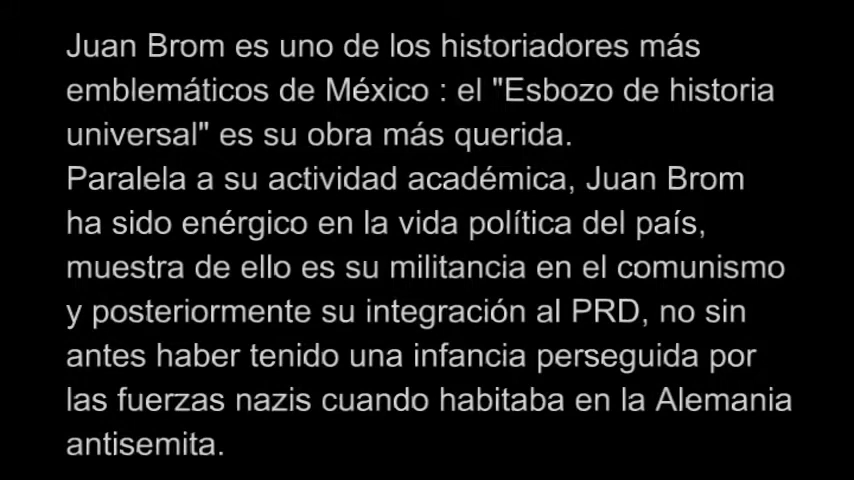 Juan Brom es uno de los historiadores más
emblemáticos de México : el "Esbozo de historia
universal" es su obra más querida.
Paralela a su actividad académica, Juan Brom
ha sido enérgico en la vida política del país,
muestra de ello es su militancia en el comunismo
y posteriormente su integración al PRD, no sin
antes haber tenido una infancia perseguida por
las fuerzas nazis cuando habitaba en la Alemania
antisemita.